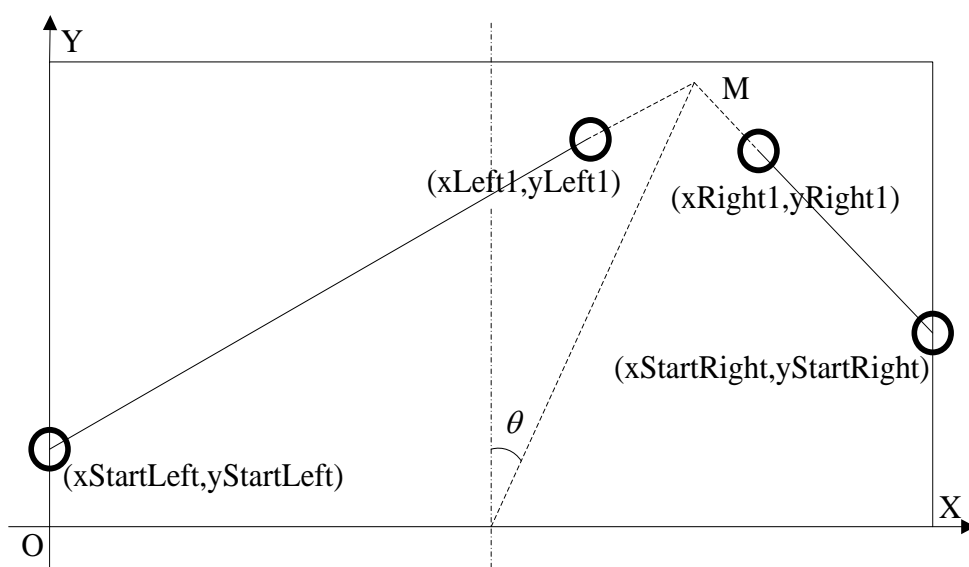 Y
M
(xLeft1,yLeft1)
(xRight1,yRight1)
(xStartRight,yStartRight)
θ
(xStartLeft,yStartLeft)
X
O